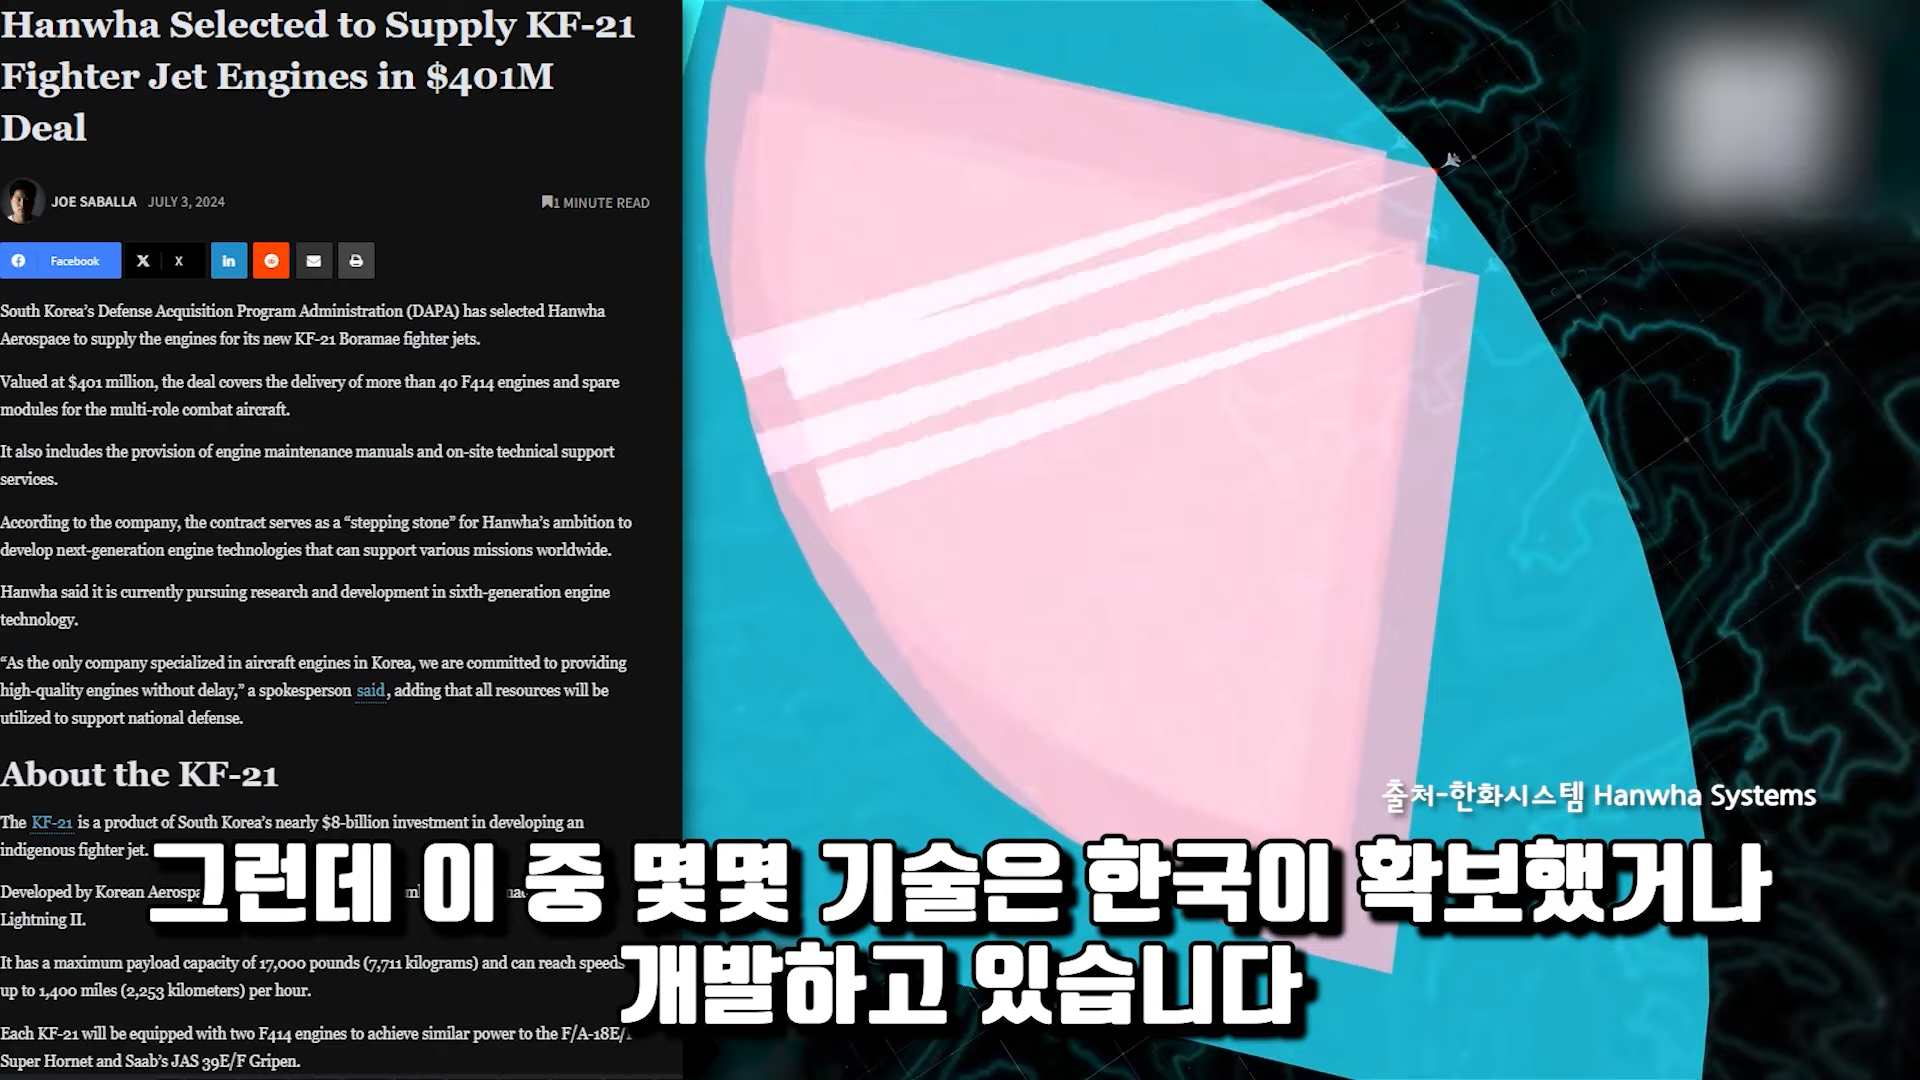 Hanwha Selected to Supply KF-21
Fighter Jet Engines in $401M
Deal
JOE SABALLA JULY 3, 2024
1 MINUTE READ
Facebook
X
in
South Korea’s Defense Acquisition Program Administration (DAPA) has selected Hanwha
Aerospace to supply the engines for its new KF-21 Boramae fighter jets.
Valued at $401 million, the deal covers the delivery of more than 40 F414 engines and spare
modules for the multi-role combat aircraft.
It also includes the provision of engine maintenance manuals and on-site technical support
services.
According to the company, the contract serves as a “stepping stone” for Hanwha’s ambition to
develop next-generation engine technologies that can support various missions worldwide.
Hanwha said it is currently pursuing research and development in sixth-generation engine
technology.
“As the only company specialized in aircraft engines in Korea, we are committed to providing
high-quality engines without delay,” a spokesperson said, adding that all resources will be
utilized to support national defense.
About the KF-21
The KF-21 is a product of South Korea’s nearly $8-billion investment in developing an
indigenous fighter jet.
Developed by Korean
Lightning II.
It has a maximum payload capacity of 17,000 pounds (7,711 kilograms) and can reach speeds
up to 1,400 miles (2,253 kilometers) per hour.
Each KF-21 will be equipped with two F414 engines to achieve similar power to the
Super Hornet and Saab’s JAS 39E/F Gripen.
출처-한화시스템 Hanwha Systems
그런데 이 중 몇몇 기술은 한국이 확보했거나
개발하고 있습니다